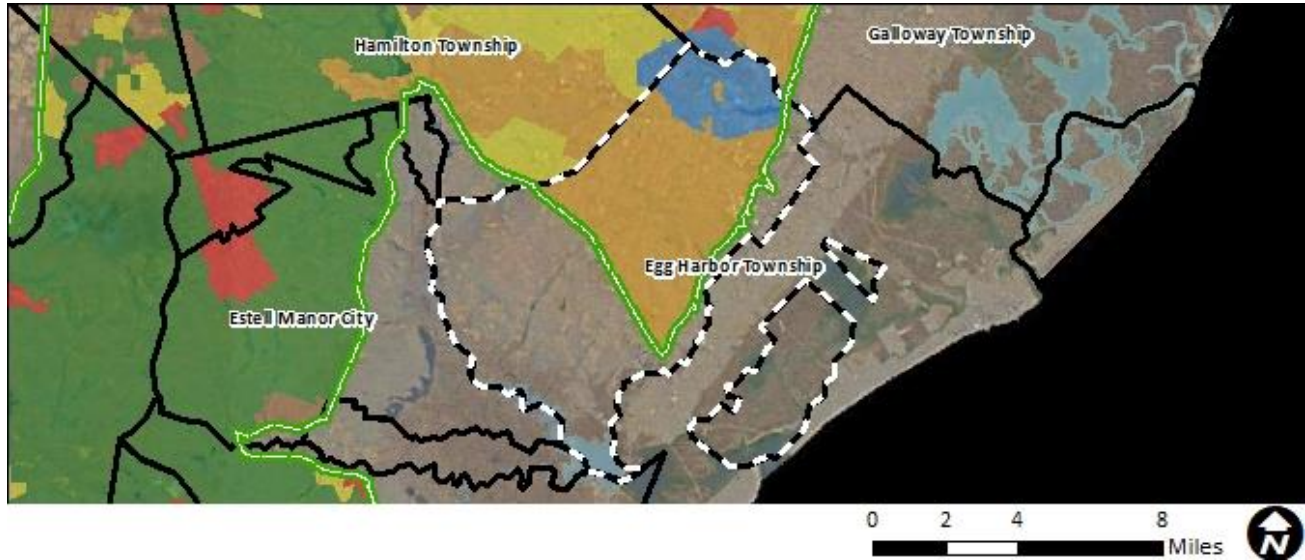 Hamilton Township
Galloway Township
Egg Harbor Township
Estell Manor City
0 2 4 8
Miles
N